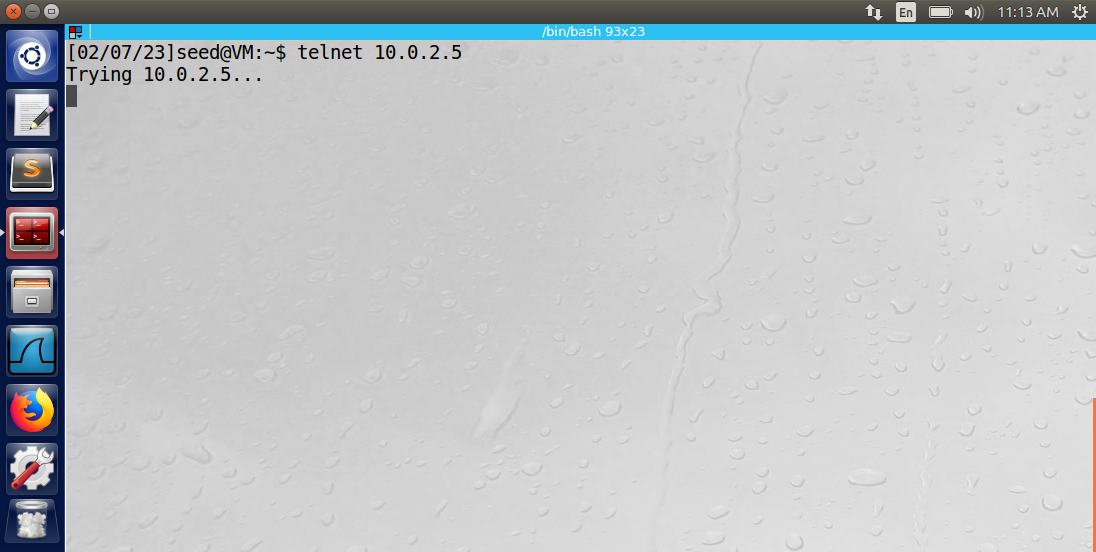 En
11:13 AM
/bin/bash 93x23
[02/07/23]seed@VM:~$ telnet 10.0.2.5
Trying 10.0.2.5...
S